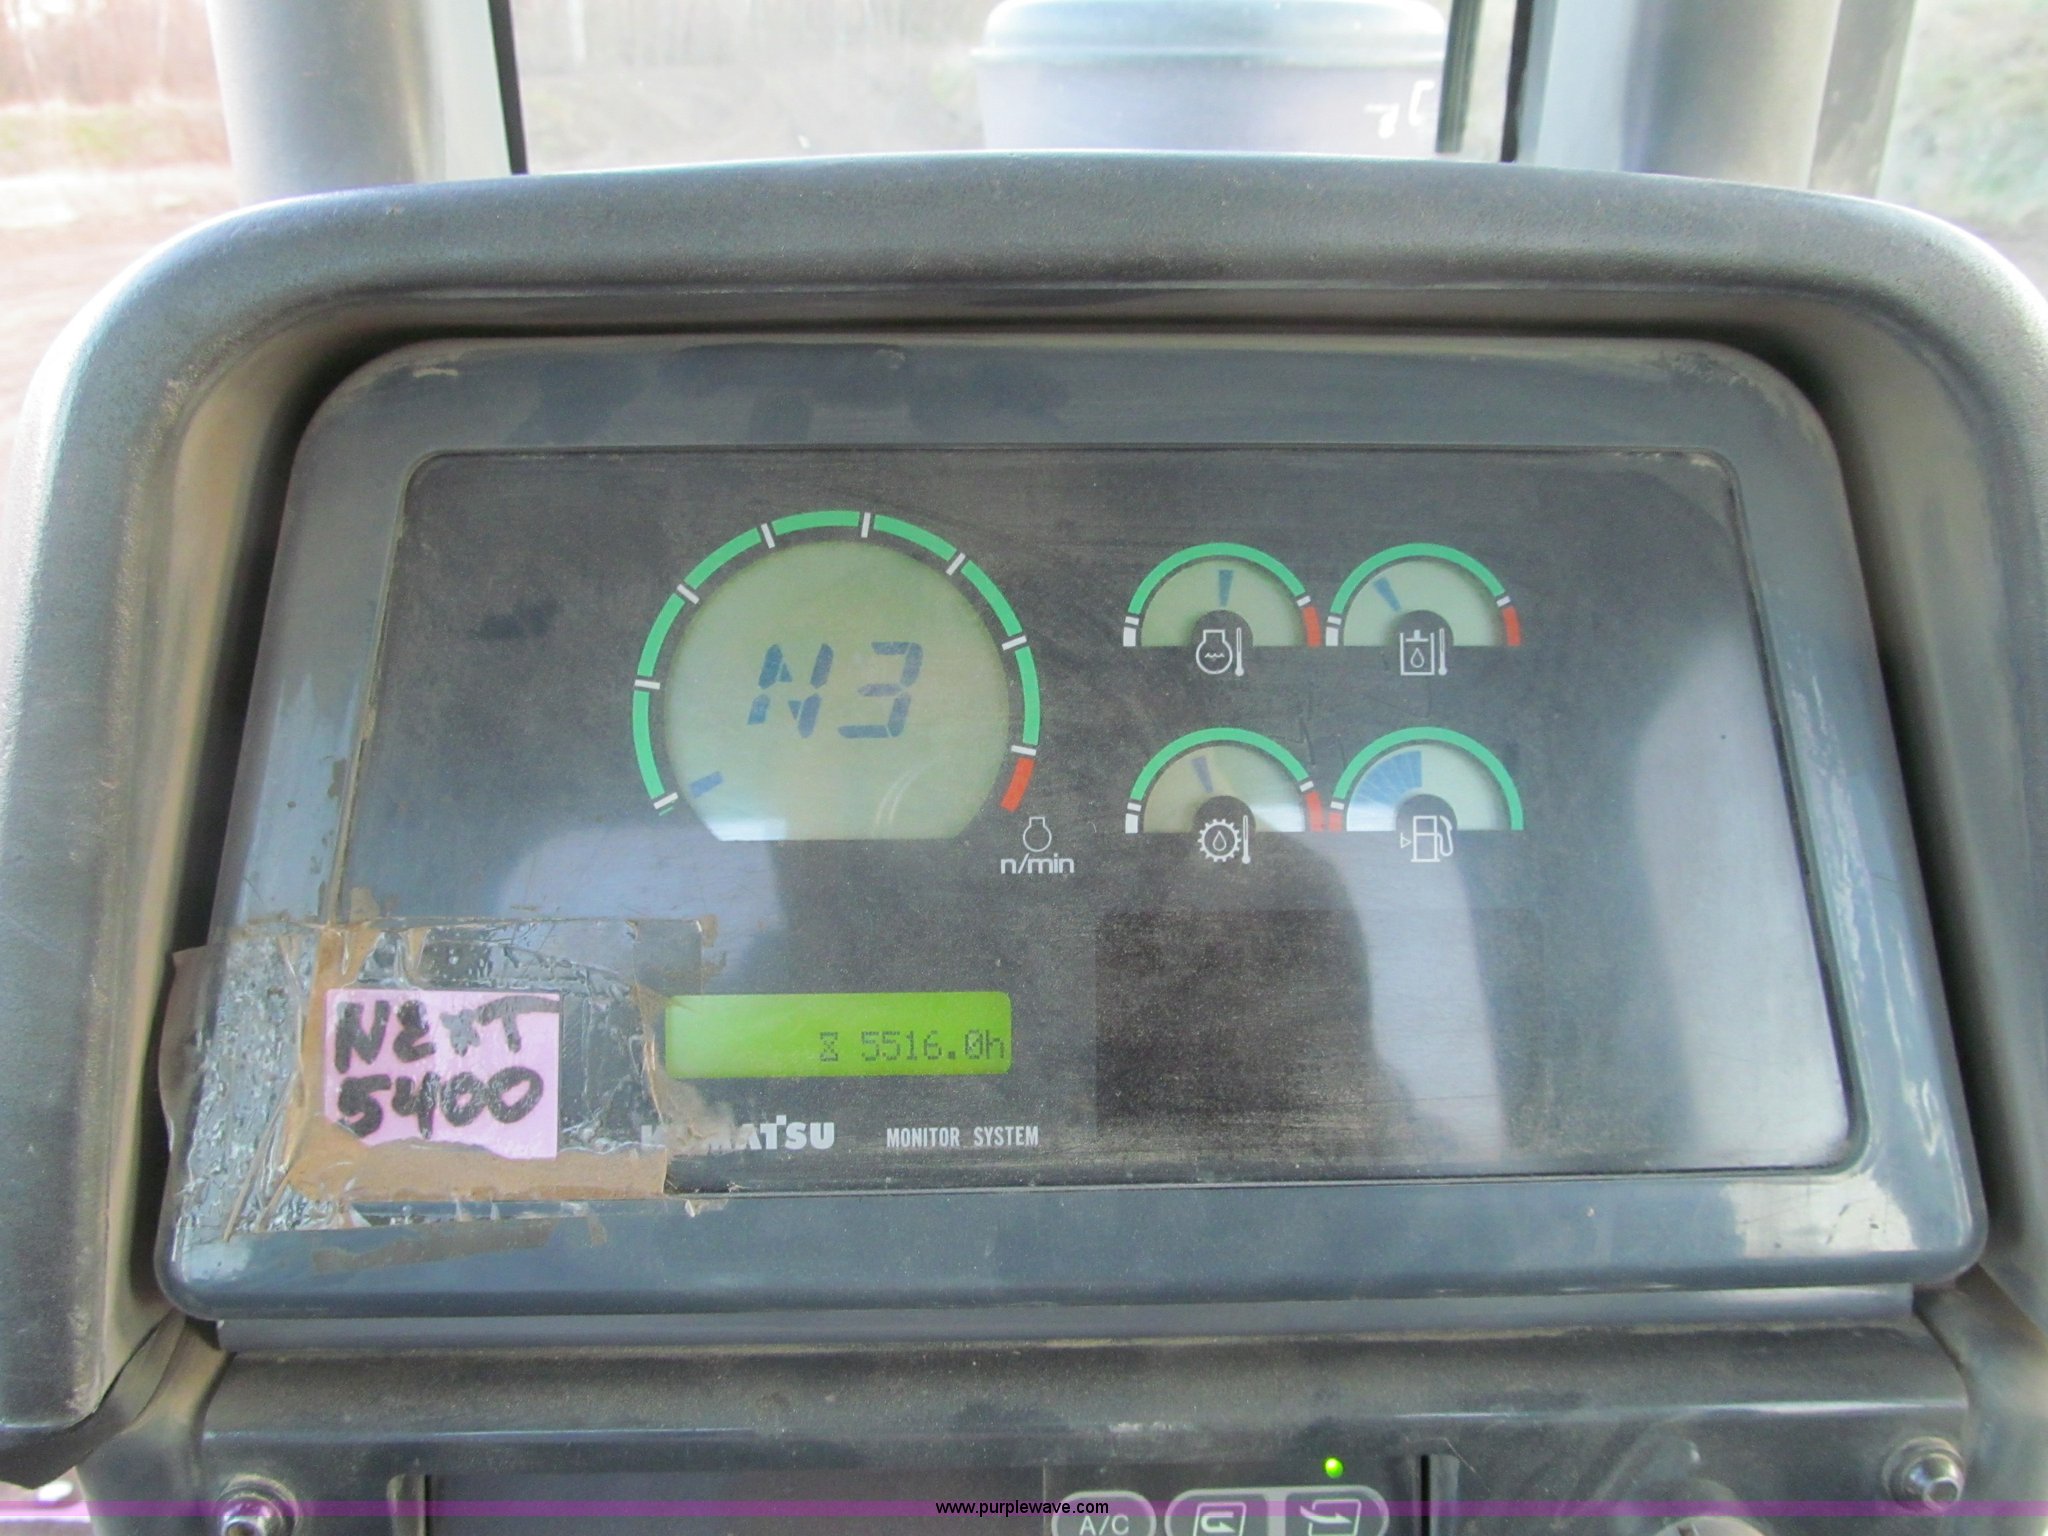 N3
n/min
5516.0h
NEXT
5400
KOMATSU MONITOR SYSTEM
A/C
www.purplewave.com